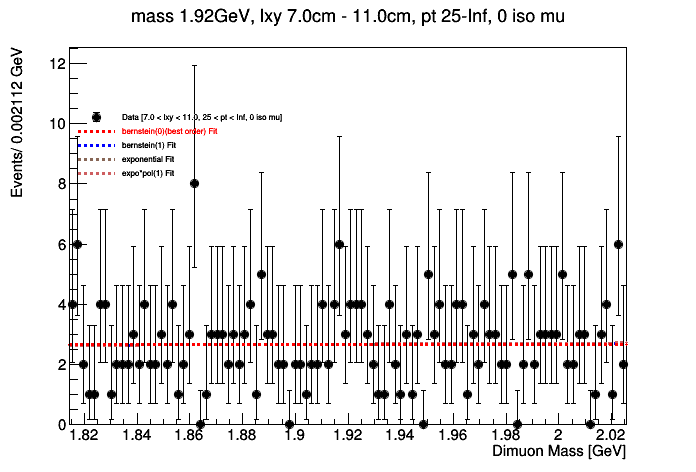 mass 1.92GeV, lxy 7.0cm - 11.0cm, pt 25-Inf, 0 iso mu
Events/ 0.002112 GeV
12
10
8
6
4
2
0
Data [7.0 < lxy < 11.0, 25 < pt < Inf, 0 iso mu]
bernstein(0)(best order) Fit
bernstein(1) Fit
exponential Fit
expo*pol(1) Fit
1.82 1.84 1.86 1.88 1.9 1.92 1.94 1.96 1.98 2 2.02
Dimuon Mass [GeV]